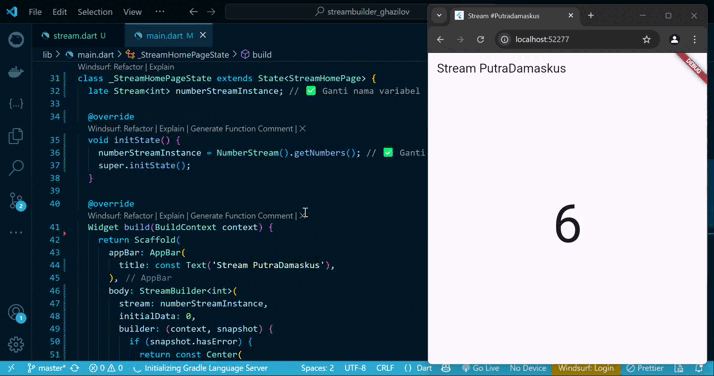 File Edit Selection View ... streambuilder_ghazilov
stream.dart U main.dart M
lib > main.dart > _StreamHomePageState > build
Windsurf: Refactor | Explain
31 class _StreamHomePageState extends State<StreamHomePage> {
32 late Stream<int> numberStreamInstance; // ✅ Ganti nama variabel
33
34 @override
Windsurf: Refactor | Explain | Generate Function Comment | X
35 void initState() {
36 numberStreamInstance = NumberStream().getNumbers(); // ✅ Ganti
37 super.initState();
38 }
39
40 @override
Windsurf: Refactor | Explain | Generate Function Comment | X
41 Widget build(BuildContext context) {
42 return Scaffold(
43 appBar: AppBar(
44 title: const Text('Stream PutraDamaskus'),
45 ), // AppBar
46 body: StreamBuilder<int>(
47 stream: numberStreamInstance,
48 initialData: 0,
49 builder: (context, snapshot) {
50 if (snapshot.hasError) {
51 return const Center(
2
1
master* 0 0 Initializing Gradle Language Server Spaces: 2 UTF-8 CRLF {} Dart Go Live No Device Windsurf: Login Prettier
Stream #Putradamaskus
localhost:52277
Stream PutraDamaskus
DEBUG
6